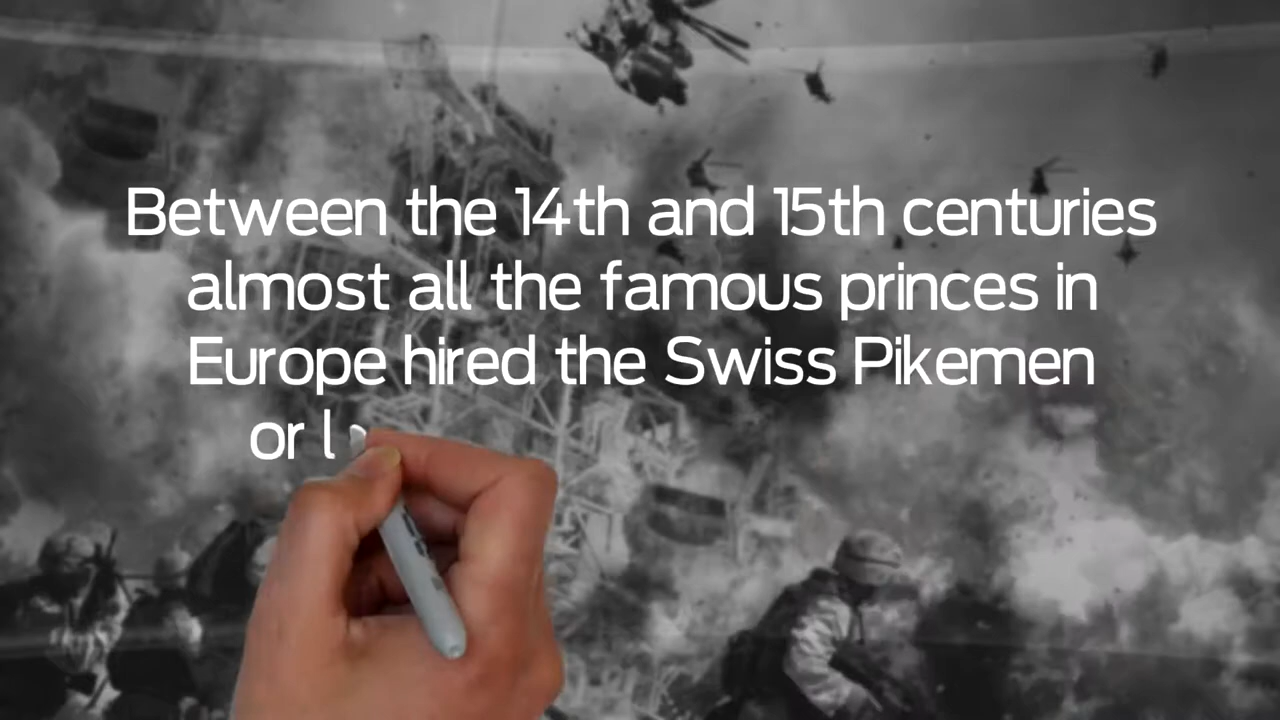 Between the 14th and 15th centuries
almost all the famous princes in
Europe hired the Swiss Pikemen
or